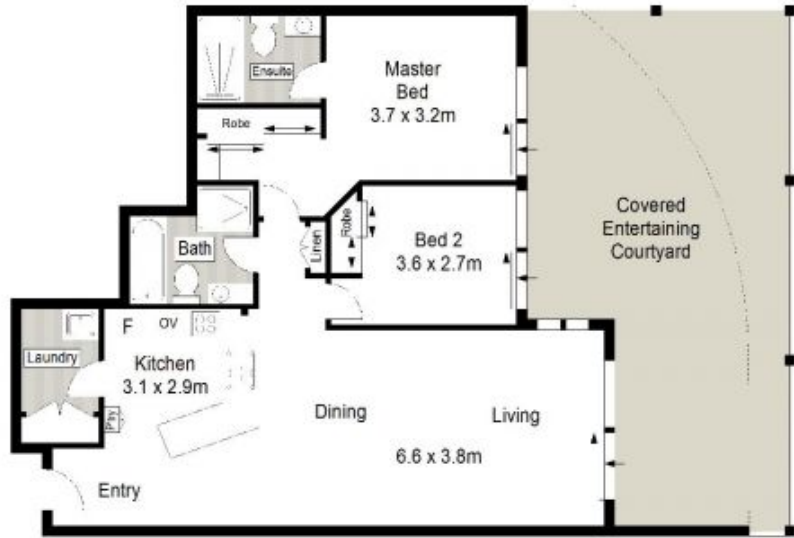 Ensuite
Master
Bed
3.7 x 3.2m
Robe
Covered
Entertaining
Courtyard
Bath
Linen
Robe
Bed 2
3.6 x 2.7m
F
OV
Laundry
Kitchen
3.1 x 2.9m
Ptry
Dining
Living
6.6 x 3.8m
Entry